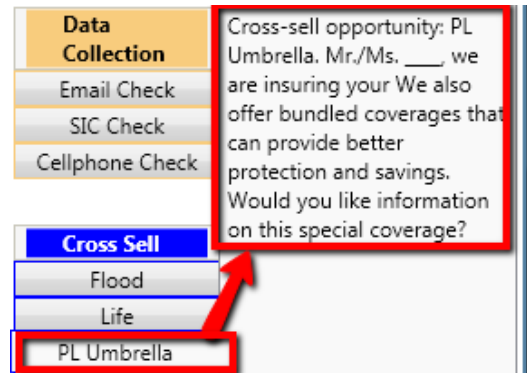 Data
Collection
Email Check
SIC Check
Cellphone Check
Cross Sell
Flood
Life
PL Umbrella
Cross-sell opportunity: PL
Umbrella. Mr./Ms. ____, we
are insuring your We also
offer bundled coverages that
can provide better
protection and savings.
Would you like information
on this special coverage?